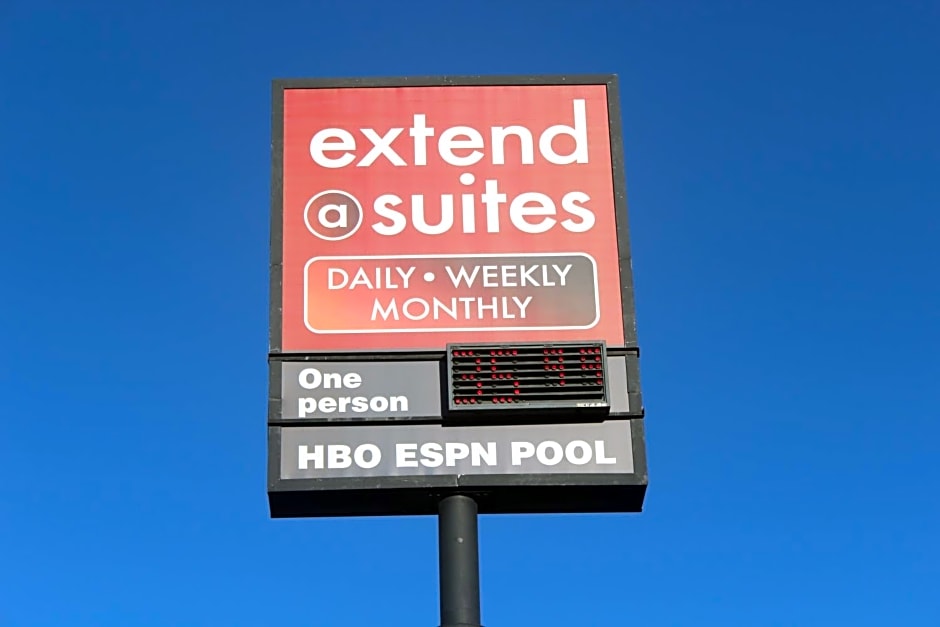 extend
a suites
DAILY • WEEKLY
MONTHLY
One
person
HBO ESPN POOL